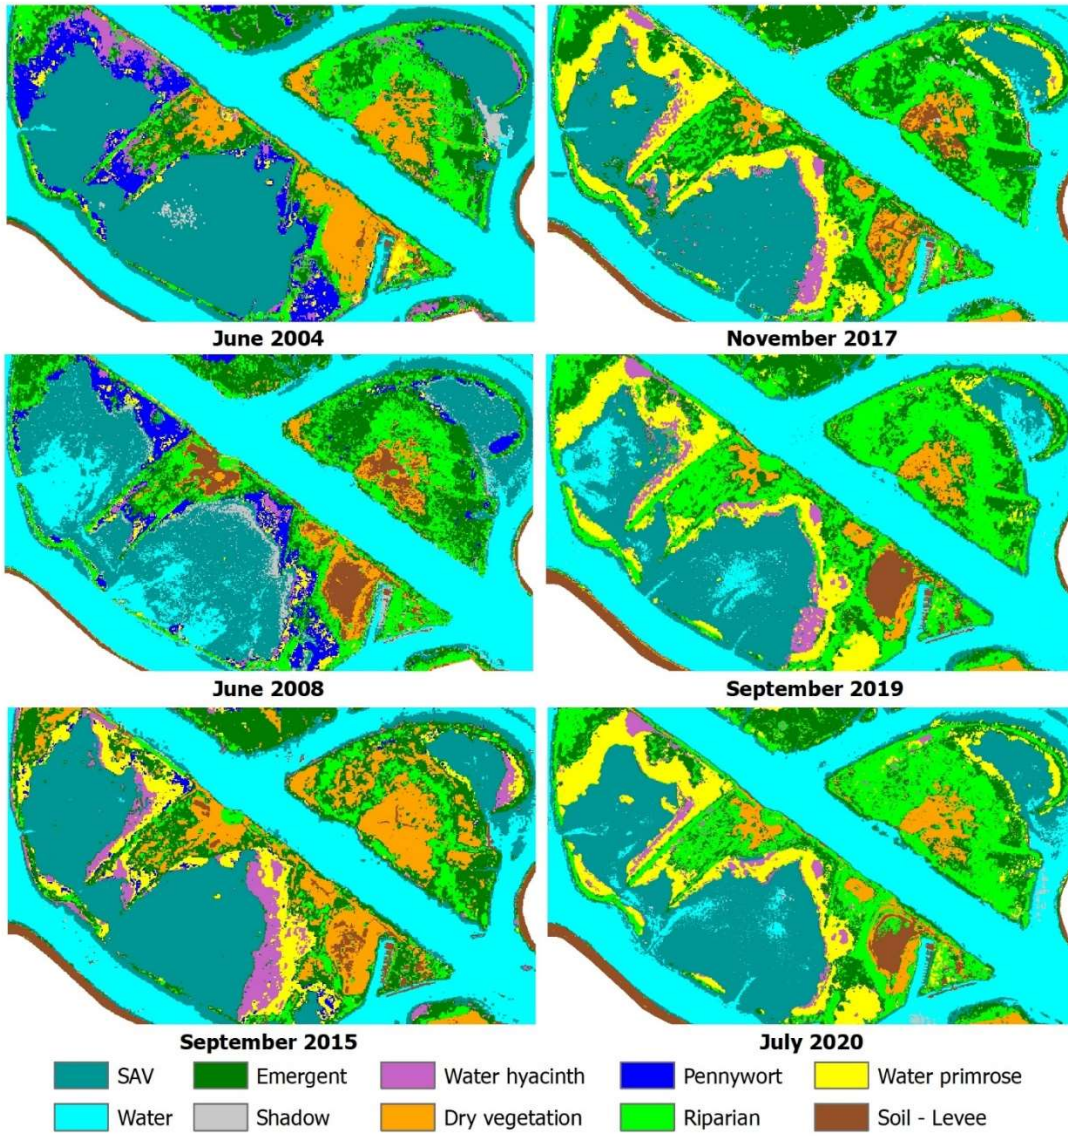 June 2004
November 2017
June 2008
September 2019
September 2015
July 2020
SAV
Emergent
Water hyacinth
Pennywort
Water primrose
Water
Shadow
Dry vegetation
Riparian
Soil - Levee